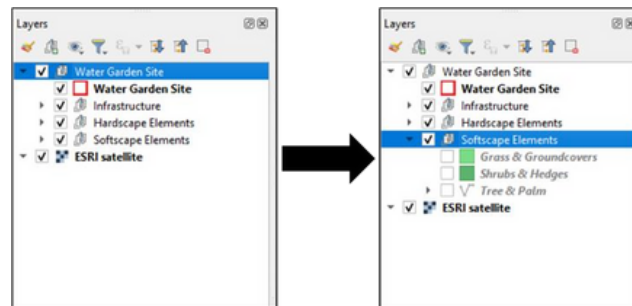 Layers
Water Garden Site
Water Garden Site
Infrastructure
Hardscape Elements
Softscape Elements
ESRI satellite
Layers
Water Garden Site
Water Garden Site
Infrastructure
Hardscape Elements
Softscape Elements
Grass & Groundcovers
Shrubs & Hedges
Tree & Palm
ESRI satellite